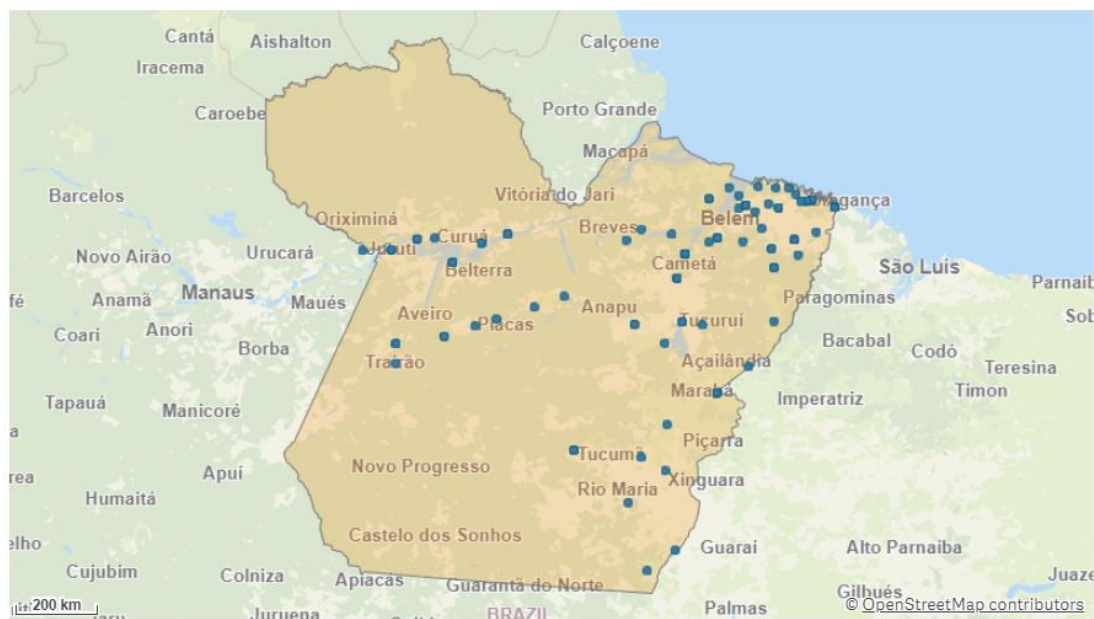 Cantá
Aishalton
Calçoene
Iracema
Caroebe
Porto Grande
Macapá
Barcelos
Vitória do Jari
Oriximiná
Breves
Belém
Bragança
Urucará
Juruti
Curuá
Novo Airão
Belterra
Cametá
São Luís
Manaus
Maués
Paragominas
Parnaíb
Anamã
Aveiro
Placas
Anapu
Tucuruí
Sob
Coari
Anori
Borba
Trairão
Açailândia
Bacabal
Codó
Teresina
Marabá
Imperatriz
Timon
Tapauá
Manicoré
Piçarra
Apuí
Novo Progresso
Tucumã
Xinguara
rea
Humaitá
Rio Maria
Castelo dos Sonhos
Guaraí
Alto Parnaíba
elho
Cujubim
Colniza
Apiacás
Guarantã do Norte
Juaze
Gilbués
200 km
Juruena
BRAZIL
Palmas
© OpenStreetMap contributors